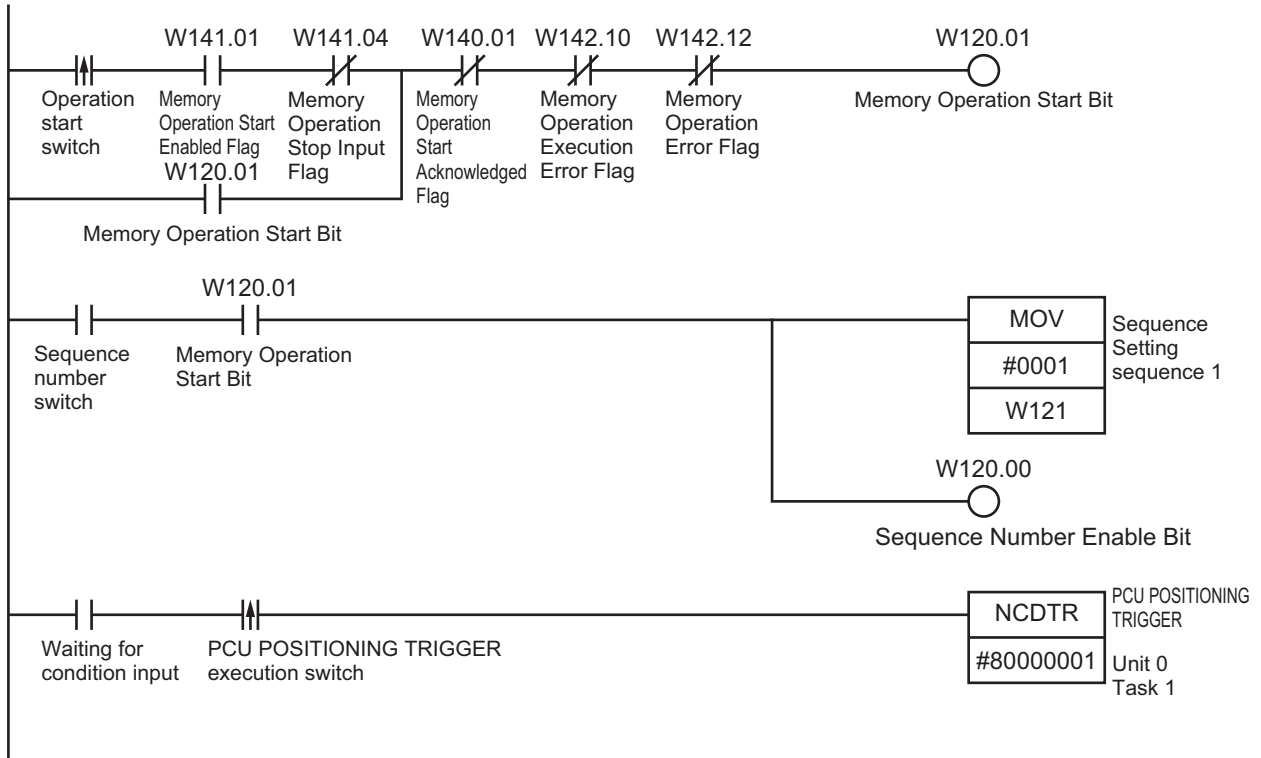 W141.01 W141.04 W140.01 W142.10 W142.12 W120.01
Operation
start
switch
Memory
Operation Start
Enabled Flag
Memory
Operation
Stop Input
Flag
Memory
Operation
Start
Acknowledged
Flag
Memory
Operation
Execution
Error Flag
Memory
Operation
Error Flag
Memory Operation Start Bit
W120.01
Memory Operation Start Bit
W120.01
Sequence
number
switch
Memory Operation
Start Bit
MOV
#0001
W121
Sequence
Setting
sequence 1
W120.00
Sequence Number Enable Bit
Waiting for
condition input
PCU POSITIONING TRIGGER
execution switch
NCDTR
#80000001
PCU POSITIONING
TRIGGER
Unit 0
Task 1